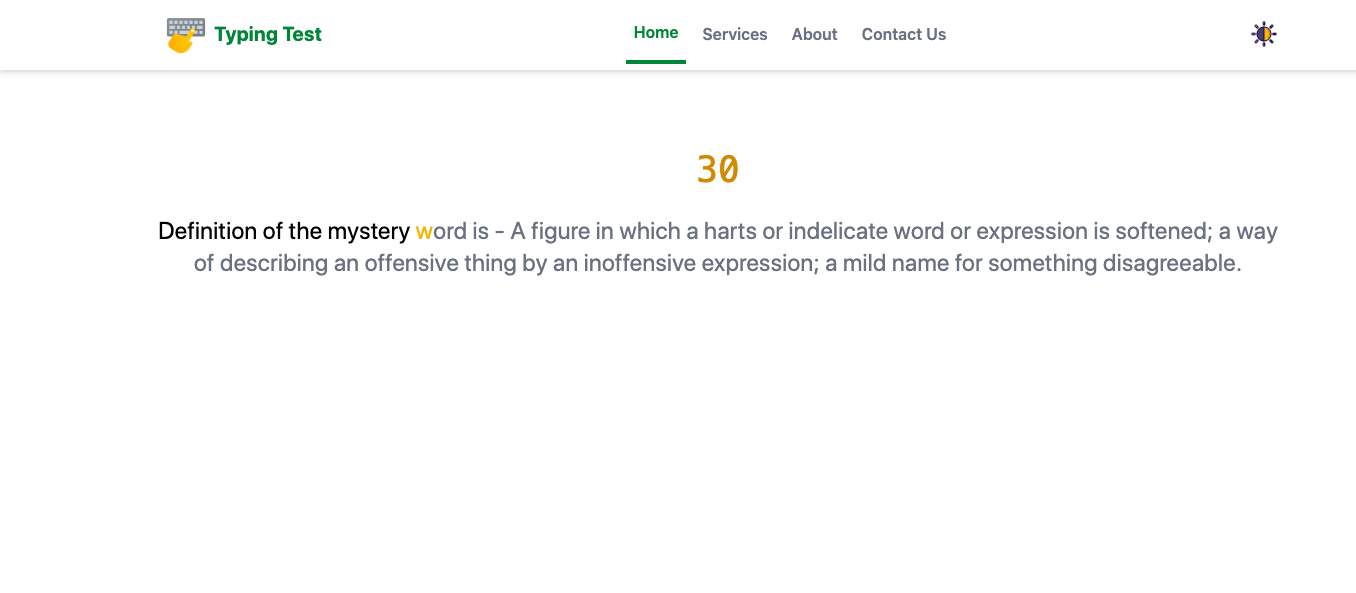 Typing Test
Home
Services
About
Contact Us
30
Definition of the mystery word is - A figure in which a harts or indelicate word or expression is softened; a way
of describing an offensive thing by an inoffensive expression; a mild name for something disagreeable.